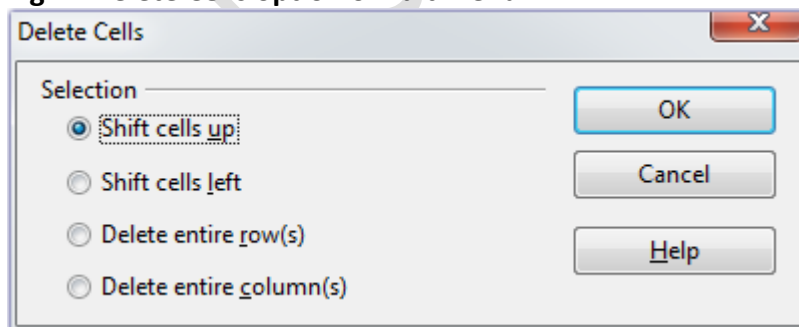 Delete Cells
X
Selection
Shift cells up
Shift cells left
Delete entire row(s)
Delete entire column(s)
OK
Cancel
Help